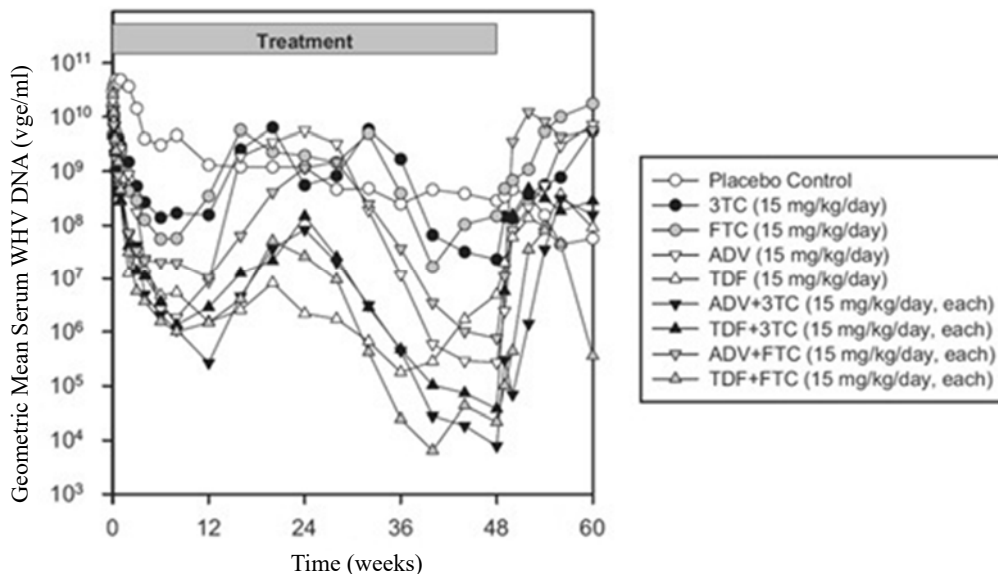 Treatment
Geometric Mean Serum WHV DNA (vge/ml)
10¹¹
10¹⁰
10⁹
10⁸
10⁷
10⁶
10⁵
10⁴
10³
0 12 24 36 48 60
Time (weeks)
Placebo Control
3TC (15 mg/kg/day)
FTC (15 mg/kg/day)
ADV (15 mg/kg/day)
TDF (15 mg/kg/day)
ADV+3TC (15 mg/kg/day, each)
TDF+3TC (15 mg/kg/day, each)
ADV+FTC (15 mg/kg/day, each)
TDF+FTC (15 mg/kg/day, each)